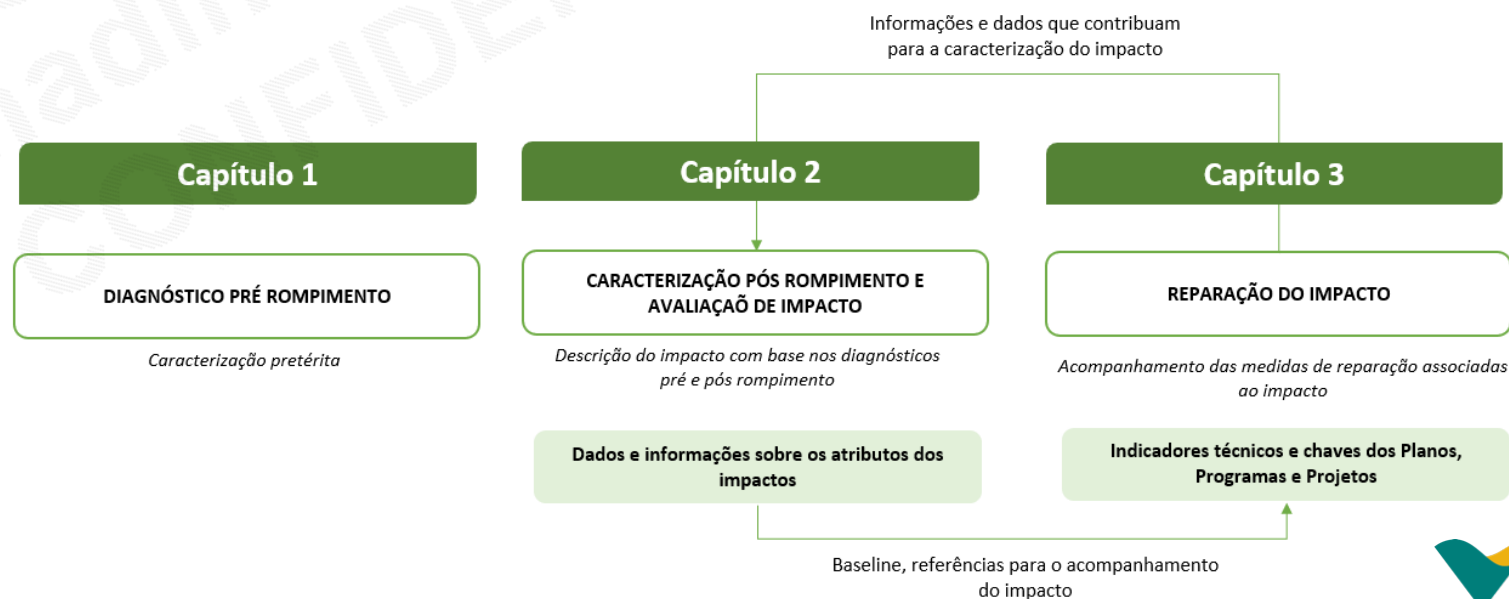 Informações e dados que contribuam
para a caracterização do impacto
Capítulo 1
Capítulo 2
Capítulo 3
DIAGNÓSTICO PRÉ ROMPIMENTO
Caracterização pretérita
CARACTERIZAÇÃO PÓS ROMPIMENTO E
AVALIAÇAÕ DE IMPACTO
Descrição do impacto com base nos diagnósticos
pré e pós rompimento
REPARAÇÃO DO IMPACTO
Acompanhamento das medidas de reparação associadas
ao impacto
Dados e informações sobre os atributos dos
impactos
Indicadores técnicos e chaves dos Planos,
Programas e Projetos
Baseline, referências para o acompanhamento
do impacto